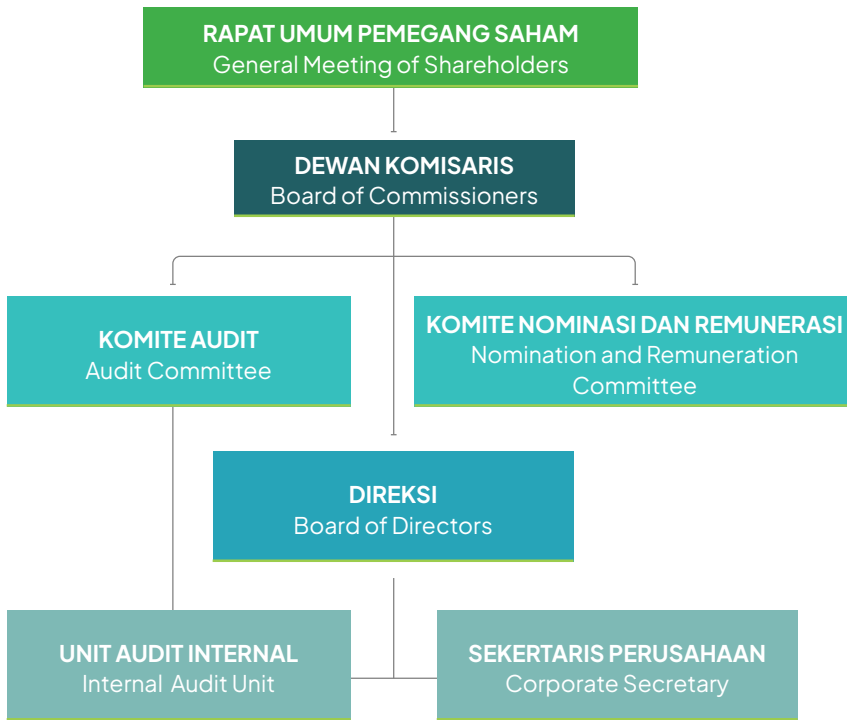 RAPAT UMUM PEMEGANG SAHAM
General Meeting of Shareholders
DEWAN KOMISARIS
Board of Commissioners
KOMITE AUDIT
Audit Committee
KOMITE NOMINASI DAN REMUNERASI
Nomination and Remuneration
Committee
DIREKSI
Board of Directors
UNIT AUDIT INTERNAL
Internal Audit Unit
SEKERTARIS PERUSAHAAN
Corporate Secretary